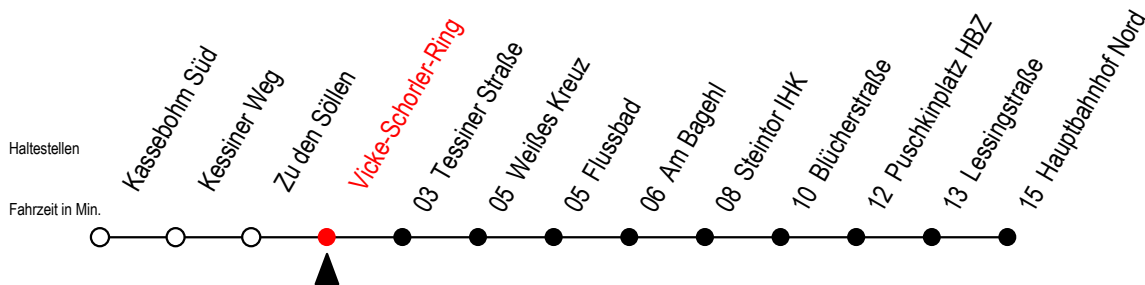 Haltestellen
Fahrzeit in Min.
Kassebohm Süd
Kessiner Weg
Zu den Söllen
Vicke-Schorler-Ring
03 Tessiner Straße
05 Weißes Kreuz
05 Flussbad
06 Am Bagehl
08 Steintor IHK
10 Blücherstraße
12 Puschkinplatz HBZ
13 Lessingstraße
15 Hauptbahnhof Nord